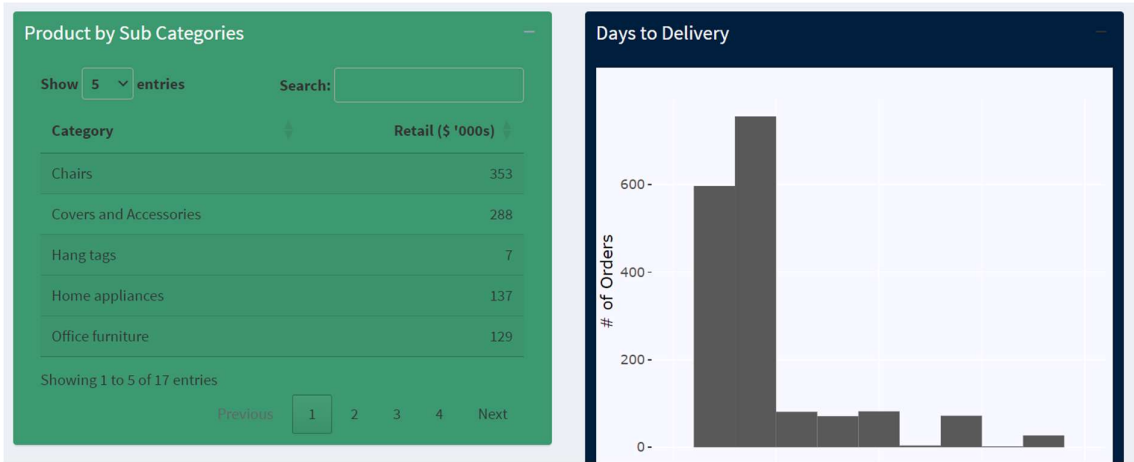 Product by Sub Categories
Show 5 entries Search:
Category Retail ($ '000s)
Chairs 353
Covers and Accessories 288
Hang tags 7
Home appliances 137
Office furniture 129
Showing 1 to 5 of 17 entries
Previous 1 2 3 4 Next
Days to Delivery
# of Orders
600
400
200
0